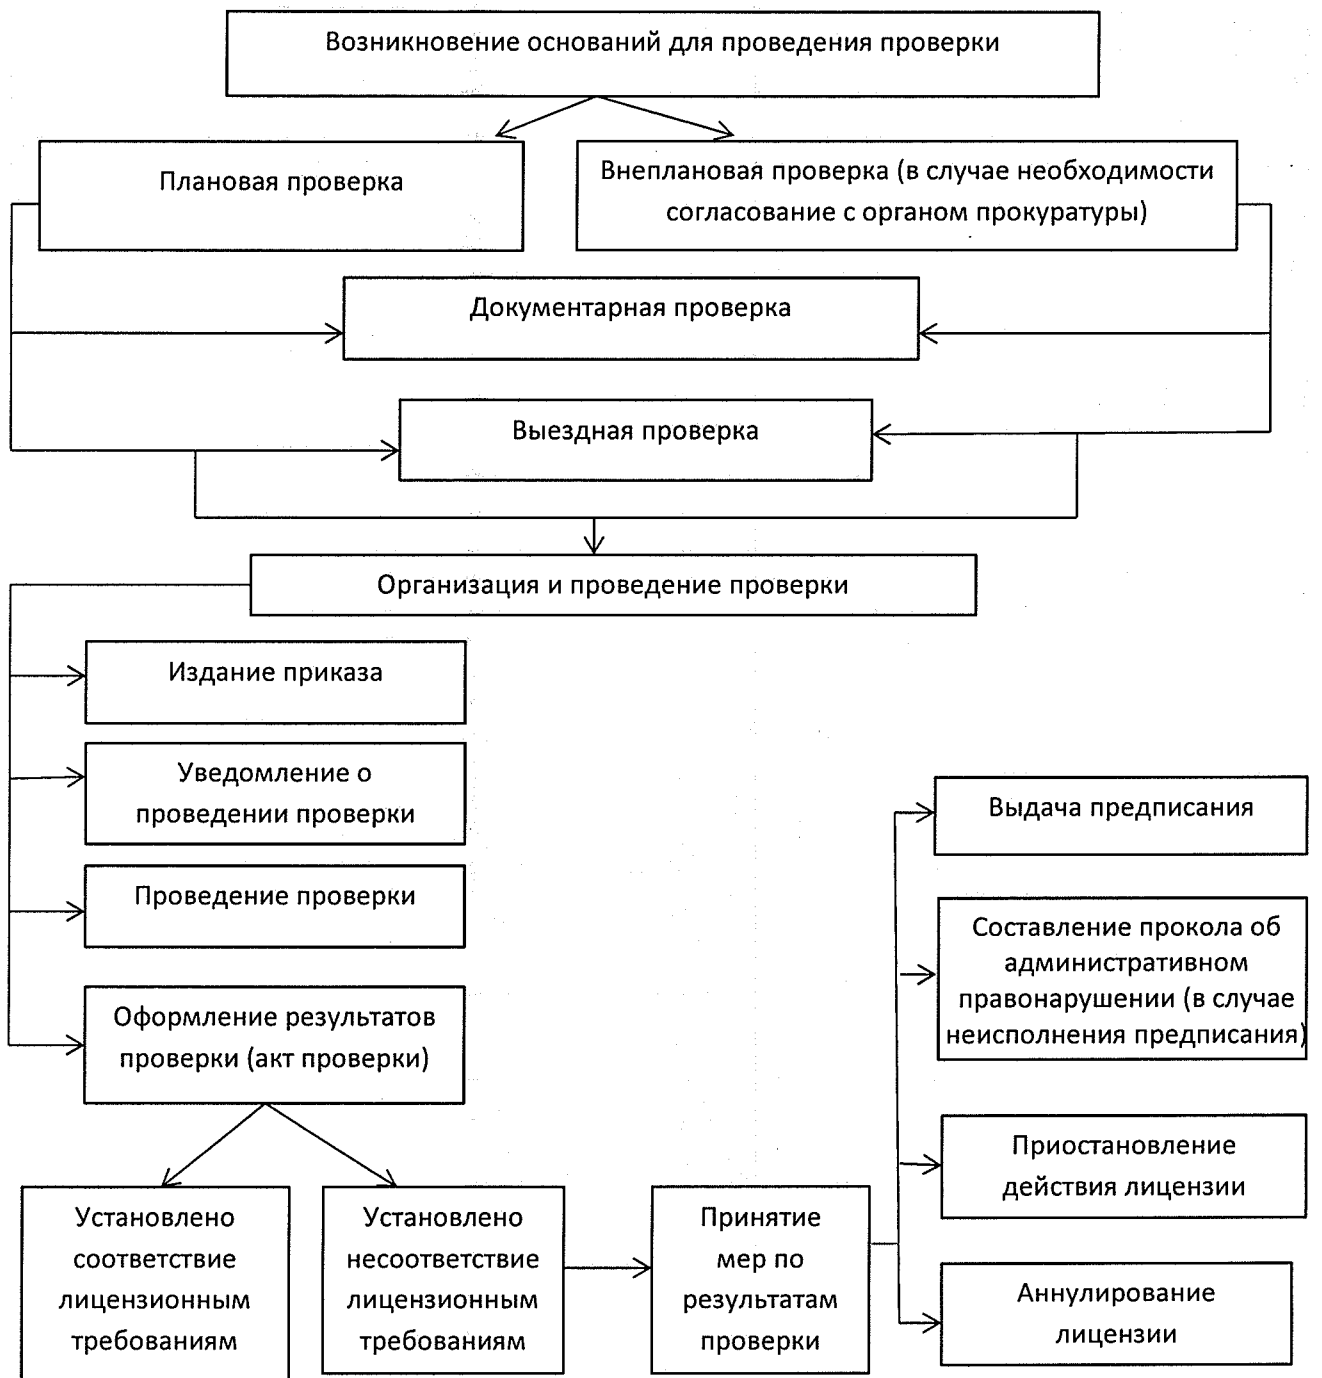 Возникновение оснований для проведения проверки
Плановая проверка
Внеплановая проверка (в случае необходимости
согласование с органом прокуратуры)
Документарная проверка
Выездная проверка
Организация и проведение проверки
Издание приказа
Уведомление о
проведении проверки
Проведение проверки
Оформление результатов
проверки (акт проверки)
Установлено
соответствие
лицензионным
требованиям
Установлено
несоответствие
лицензионным
требованиям
Принятие
мер по
результатам
проверки
Выдача предписания
Составление прокола об
административном
правонарушении (в случае
неисполнения предписания)
Приостановление
действия лицензии
Аннулирование
лицензии